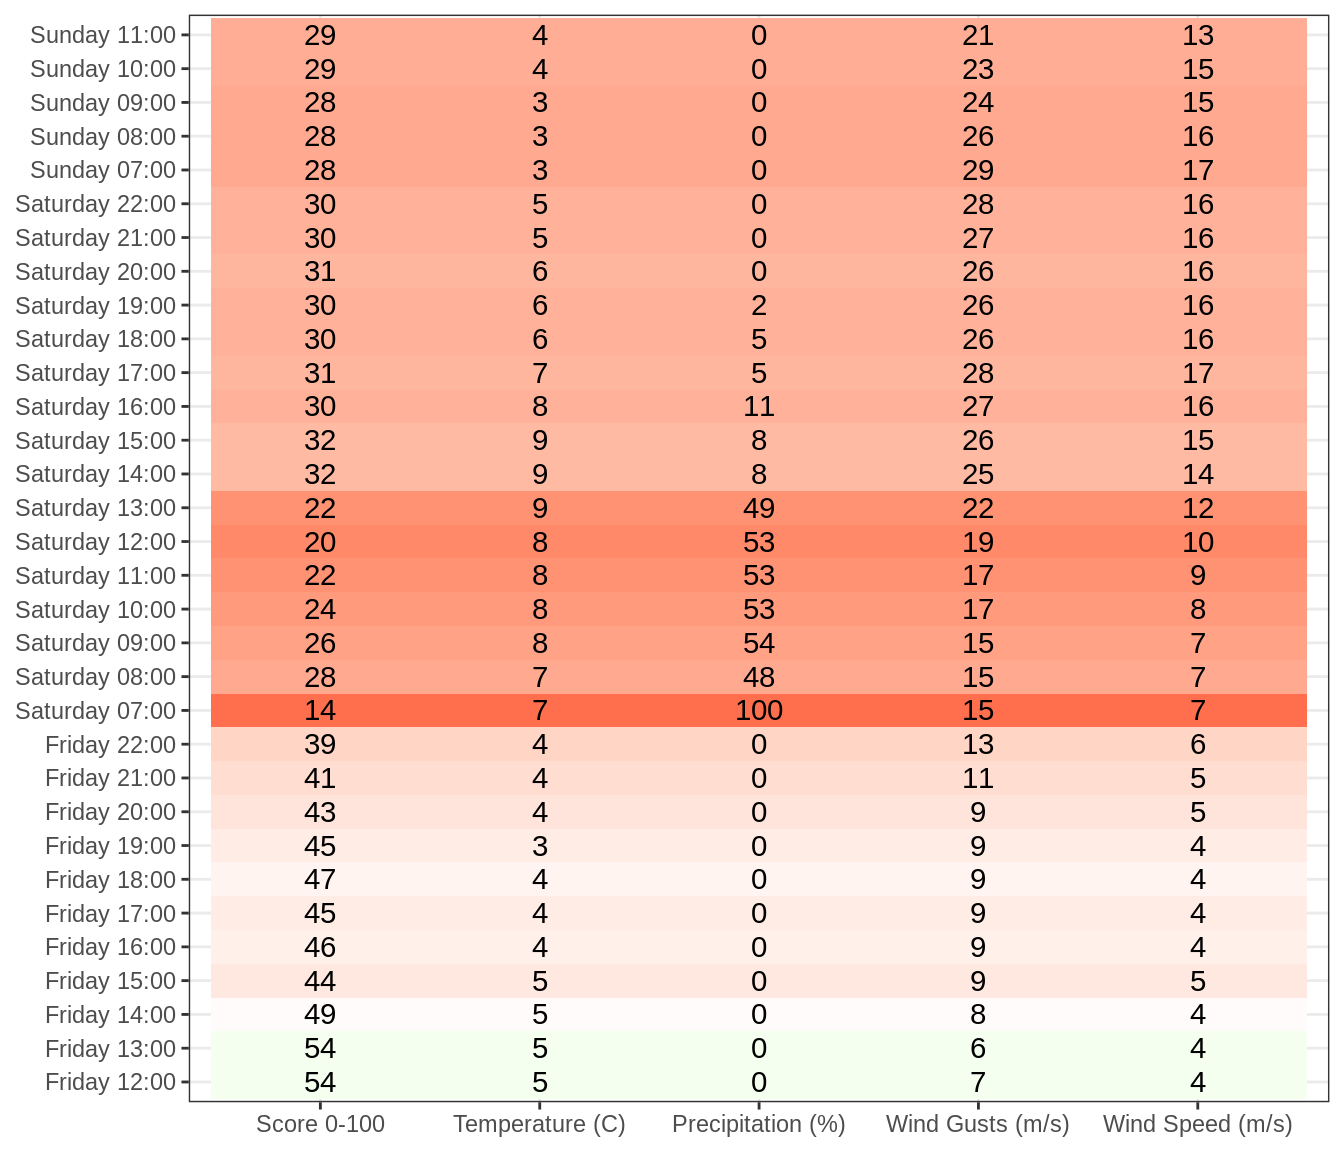 Sunday 11:00 29 4 0 21 13
Sunday 10:00 29 4 0 23 15
Sunday 09:00 28 3 0 24 15
Sunday 08:00 28 3 0 26 16
Sunday 07:00 28 3 0 29 17
Saturday 22:00 30 5 0 28 16
Saturday 21:00 30 5 0 27 16
Saturday 20:00 31 6 0 26 16
Saturday 19:00 30 6 2 26 16
Saturday 18:00 30 6 5 26 16
Saturday 17:00 31 7 5 28 17
Saturday 16:00 30 8 11 27 16
Saturday 15:00 32 9 8 26 15
Saturday 14:00 32 9 8 25 14
Saturday 13:00 22 9 49 22 12
Saturday 12:00 20 8 53 19 10
Saturday 11:00 22 8 53 17 9
Saturday 10:00 24 8 53 17 8
Saturday 09:00 26 8 54 15 7
Saturday 08:00 28 7 48 15 7
Saturday 07:00 14 7 100 15 7
Friday 22:00 39 4 0 13 6
Friday 21:00 41 4 0 11 5
Friday 20:00 43 4 0 9 5
Friday 19:00 45 3 0 9 4
Friday 18:00 47 4 0 9 4
Friday 17:00 45 4 0 9 4
Friday 16:00 46 4 0 9 4
Friday 15:00 44 5 0 9 5
Friday 14:00 49 5 0 8 4
Friday 13:00 54 5 0 6 4
Friday 12:00 54 5 0 7 4
Score 0-100 Temperature (C) Precipitation (%) Wind Gusts (m/s) Wind Speed (m/s)